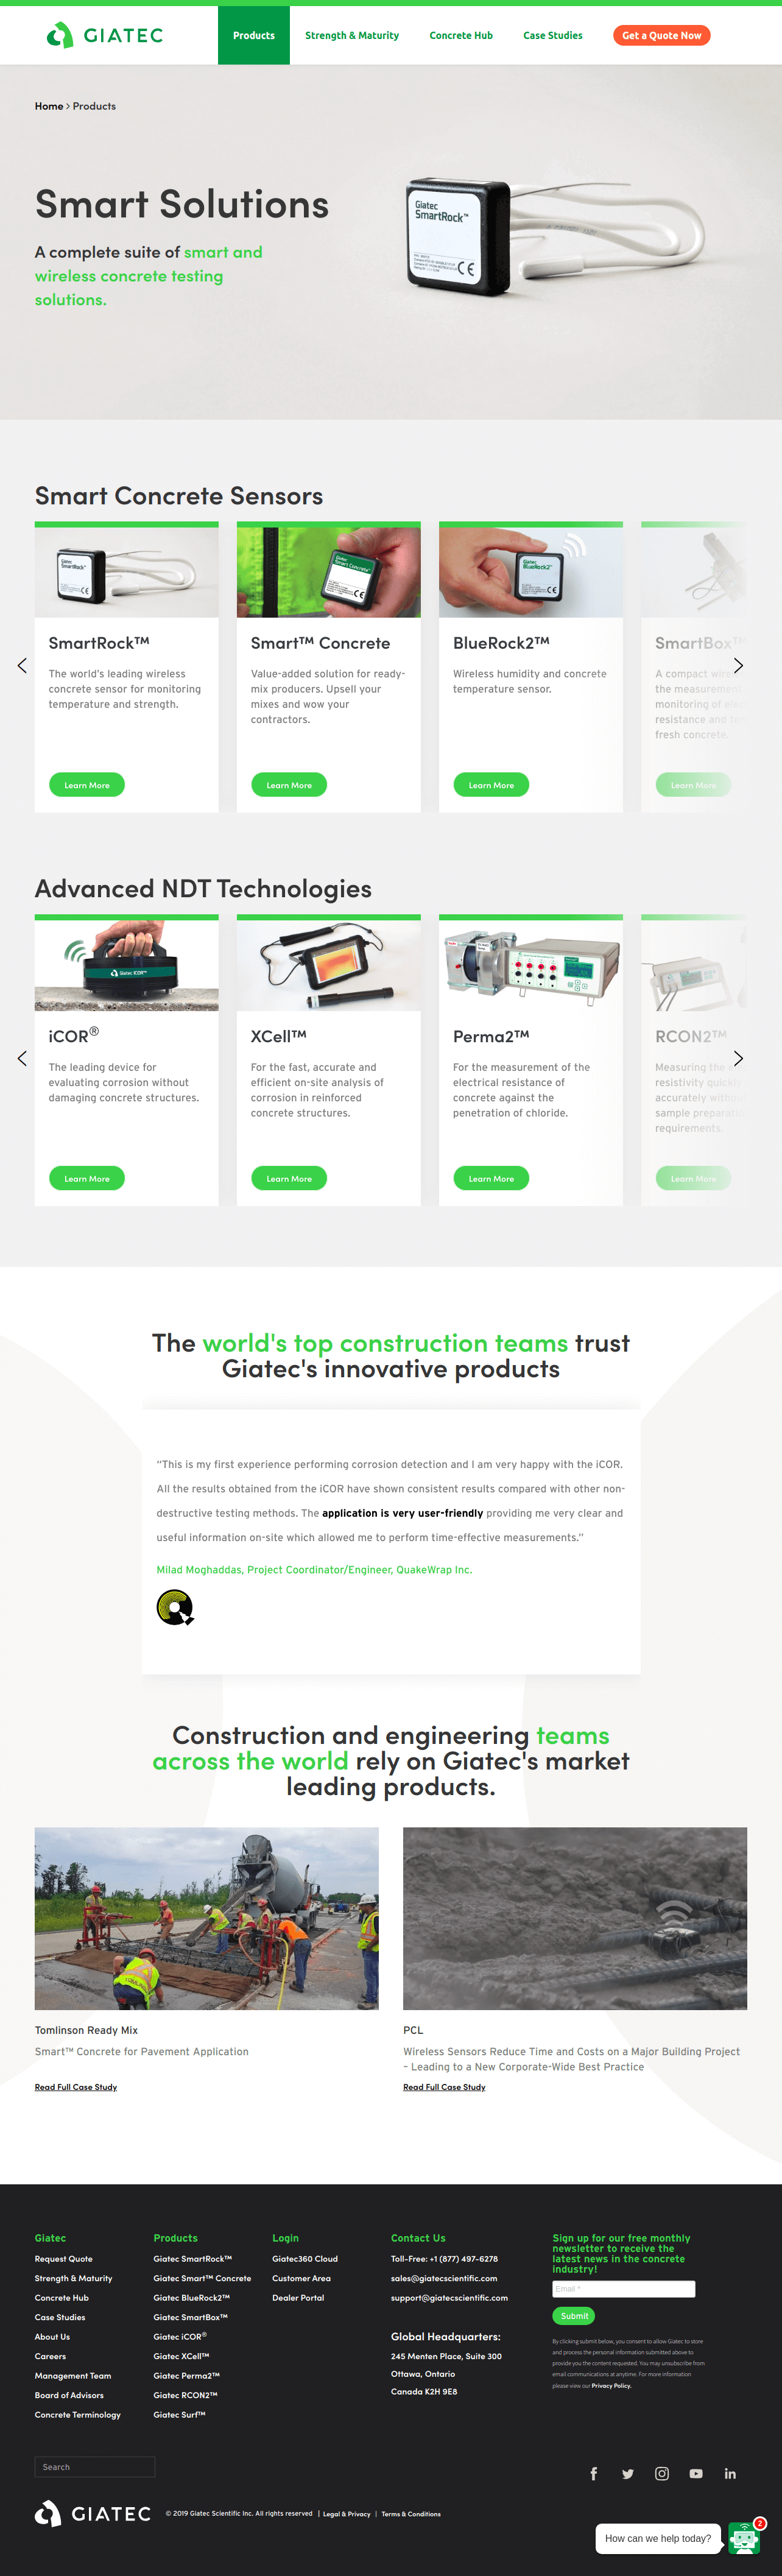 GIATEC
Products
Strength & Maturity
Concrete Hub
Case Studies
Get a Quote Now
Home > Products
Smart Solutions
A complete suite of smart and
wireless concrete testing
solutions.
Giatec
SmartRock™
Smart Concrete Sensors
SmartRock™
The world's leading wireless
concrete sensor for monitoring
temperature and strength.
Learn More
Smart™ Concrete
Value-added solution for ready-
mix producers. Upsell your
mixes and wow your
contractors.
Learn More
BlueRock2™
Wireless humidity and concrete
temperature sensor.
Learn More
SmartBox™
A compact
the measurement
monitoring of
resistance and
fresh concrete.
Learn More
Advanced NDT Technologies
Giatec iCOR™
iCOR®
The leading device for
evaluating corrosion without
damaging concrete structures.
Learn More
XCell™
For the fast, accurate and
efficient on-site analysis of
corrosion in reinforced
concrete structures.
Learn More
Perma2™
For the measurement of the
electrical resistance of
concrete against the
penetration of chloride.
Learn More
RCON2™
Measuring the
resistivity quickly
accurately
sample
requirements.
Learn More
The world's top construction teams trust
Giatec's innovative products
“This is my first experience performing corrosion detection and I am very happy with the iCOR.
All the results obtained from the iCOR have shown consistent results compared with other non-
destructive testing methods. The application is very user-friendly providing me very clear and
useful information on-site which allowed me to perform time-effective measurements.”
Milad Moghaddas, Project Coordinator/Engineer, QuakeWrap Inc.
Construction and engineering teams
across the world rely on Giatec's market
leading products.
Tomlinson Ready Mix
Smart™ Concrete for Pavement Application
Read Full Case Study
PCL
Wireless Sensors Reduce Time and Costs on a Major Building Project
– Leading to a New Corporate-Wide Best Practice
Read Full Case Study
Giatec
Request Quote
Strength & Maturity
Concrete Hub
Case Studies
About Us
Careers
Management Team
Board of Advisors
Concrete Terminology
Products
Giatec SmartRock™
Giatec Smart™ Concrete
Giatec BlueRock2™
Giatec SmartBox™
Giatec iCOR®
Giatec XCell™
Giatec Perma2™
Giatec RCON2™
Giatec Surf™
Login
Giatec360 Cloud
Customer Area
Dealer Portal
Contact Us
Toll-Free: +1 (877) 497-6278
sales@giatecscientific.com
support@giatecscientific.com
Global Headquarters:
245 Menten Place, Suite 300
Ottawa, Ontario
Canada K2H 9E8
Sign up for our free monthly
newsletter to receive the
latest news in the concrete
industry!
Email *
Submit
By clicking submit below, you consent to allow Giatec to store
and process the personal information submitted above to
provide you the content requested. You may unsubscribe from
email communications at anytime. For more information
please view our Privacy Policy.
Search
GIATEC
© 2019 Giatec Scientific Inc. All rights reserved | Legal & Privacy | Terms & Conditions
How can we help today?
2